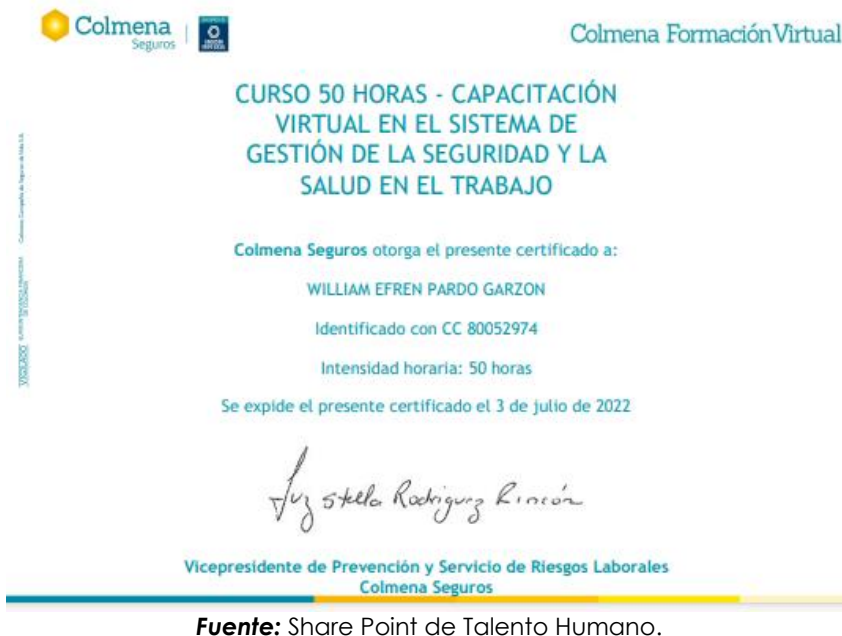 Colmena
Seguros
Colmena Formación Virtual
CURSO 50 HORAS - CAPACITACIÓN
VIRTUAL EN EL SISTEMA DE
GESTIÓN DE LA SEGURIDAD Y LA
SALUD EN EL TRABAJO
Colmena Seguros otorga el presente certificado a:
WILLIAM EFREN PARDO GARZON
Identificado con CC 80052974
Intensidad horaria: 50 horas
Se expide el presente certificado el 3 de julio de 2022
Luz Stella Rodriguez Rincón
Vicepresidente de Prevención y Servicio de Riesgos Laborales
Colmena Seguros
VIGILADO
Fuente: Share Point de Talento Humano.